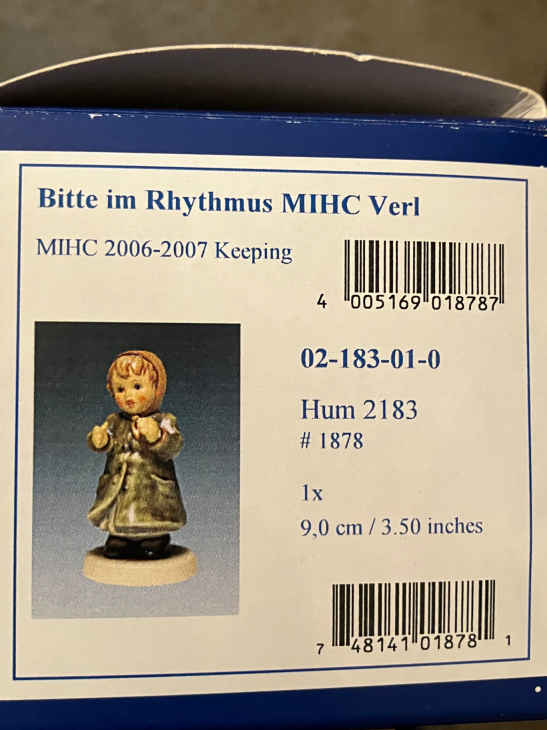 Bitte im Rhythmus MIHC Verl
MIHC 2006-2007 Keeping
4 005169 018787
02-183-01-0
Hum 2183
# 1878
1x
9,0 cm / 3.50 inches
7 48141 01878 1